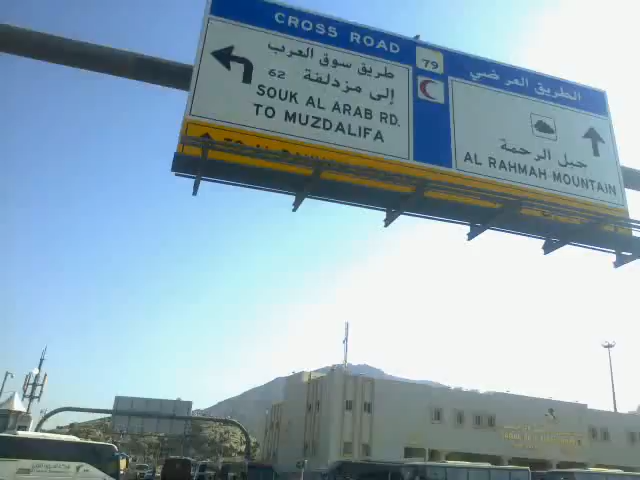 CROSS ROAD
79
الطريق العرضي
طريق سوق العرب
62 إلى مزدلفة
SOUK AL ARAB RD.
TO MUZDALIFA
جبل الرحمة
AL RAHMAH MOUNTAIN